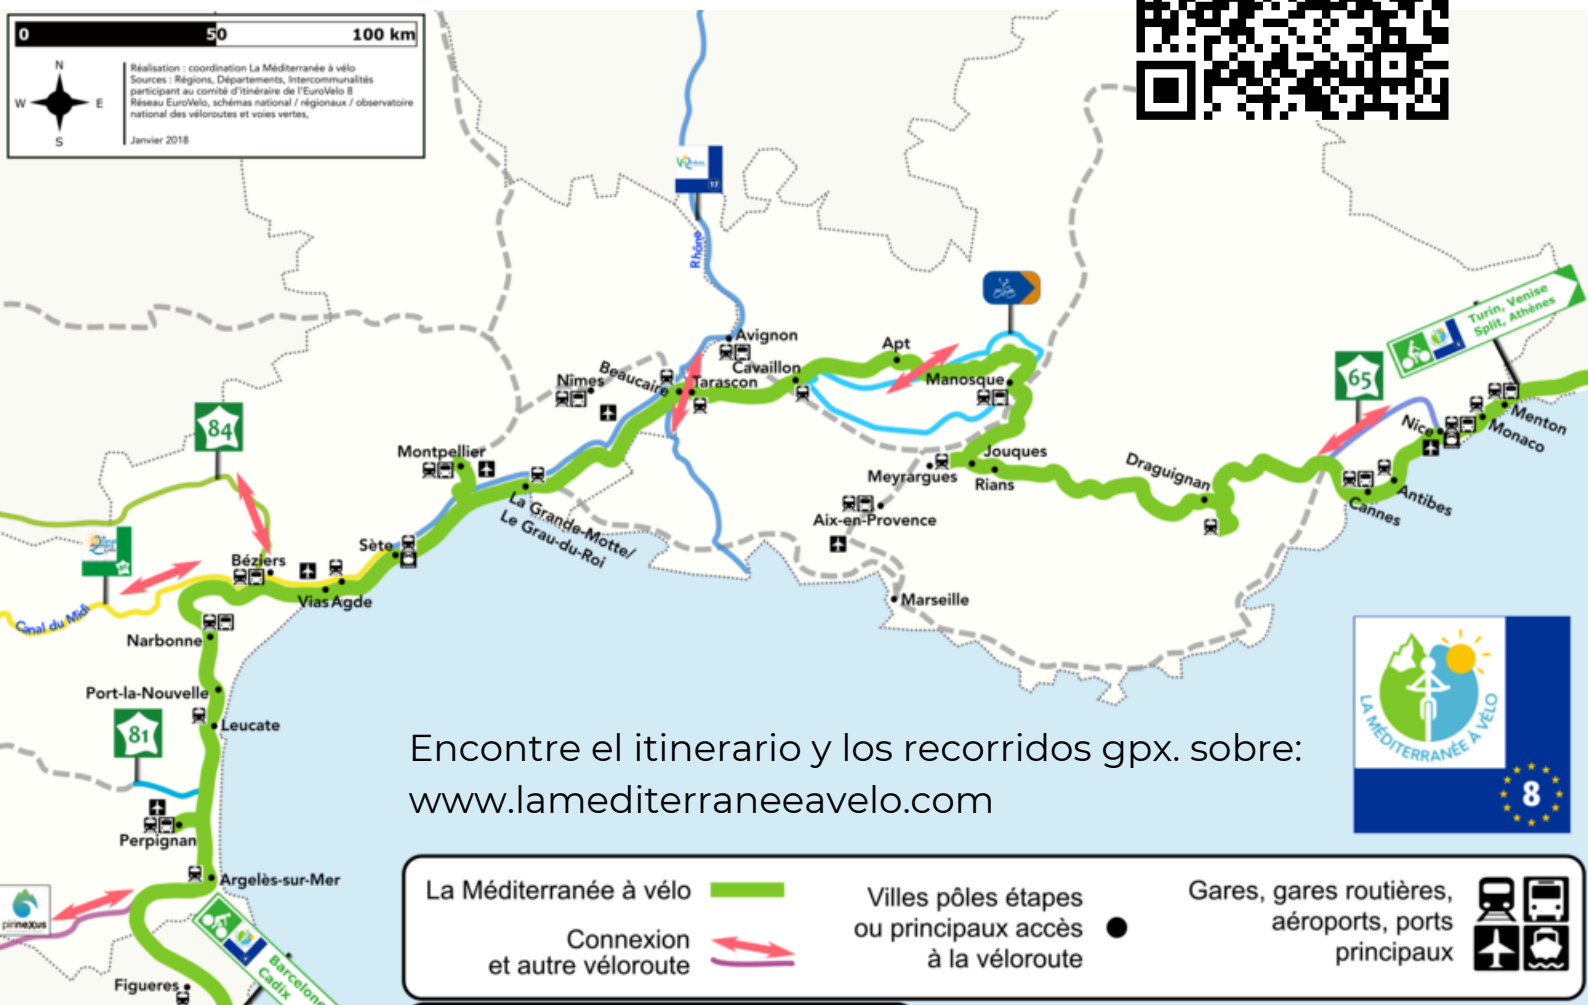 0 50 100 km
N
W E
S
Réalisation : coordination La Méditerranée à vélo
Sources : Régions, Départements, Intercommunalités
participant au comité d'itinéraire de l'EuroVelo 8
Réseau EuroVelo, schémas national / régionaux / observatoire
national des véloroutes et voies vertes,
Janvier 2018
17
Rhône
Turin, Venise
Split, Athènes
Avignon
Apt
Cavaillon
Beaucaire
Tarascon
Nîmes
Manosque
65
Menton
Monaco
Nice
84
Montpellier
Jouques
Meyrargues
Rians
Draguignan
Antibes
Cannes
La Grande-Motte/
Le Grau-du-Roi
Aix-en-Provence
Sète
Béziers
Vias Agde
Marseille
Canal du Midi
Narbonne
Port-la-Nouvelle
Leucate
81
Perpignan
Argelès-sur-Mer
pirinexus
Barcelone
Cadix
Figueres
Encontre el itinerario y los recorridos gpx. sobre:
www.lamediterraneeavelo.com
LA MÉDITERRANÉE À VÉLO
8
La Méditerranée à vélo
Connexion
et autre véloroute
Villes pôles étapes
ou principaux accès
à la véloroute
Gares, gares routières,
aéroports, ports
principaux